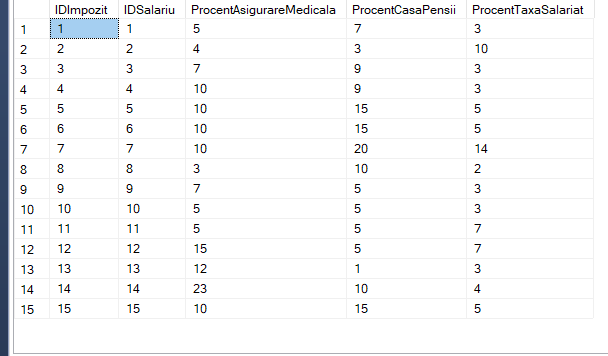 IDImpozit IDSalariu ProcentAsigurareMedicala ProcentCasaPensii ProcentTaxaSalariat
1 1 1 5 7 3
2 2 2 4 3 10
3 3 3 7 9 3
4 4 4 10 9 3
5 5 5 10 15 5
6 6 6 10 15 5
7 7 7 10 20 14
8 8 8 3 10 2
9 9 9 7 5 3
10 10 10 5 5 3
11 11 11 5 5 7
12 12 12 15 5 7
13 13 13 12 1 3
14 14 14 23 10 4
15 15 15 10 15 5